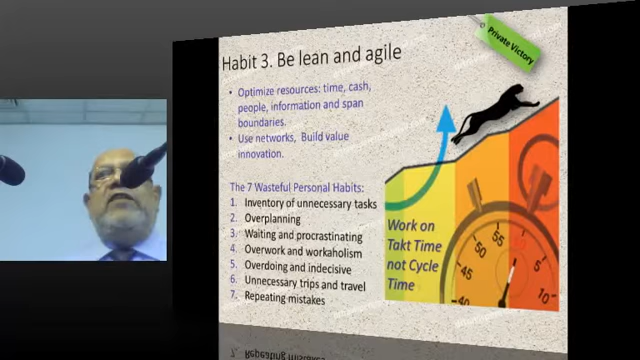 Private Victory
Habit 3. Be lean and agile
• Optimize resources: time, cash,
people, information and span
boundaries.
• Use networks, Build value
innovation.
The 7 Wasteful Personal Habits:
1. Inventory of unnecessary tasks
2. Overplanning
3. Waiting and procrastinating
4. Overwork and workaholism
5. Overdoing and indecisive
6. Unnecessary trips and travel
7. Repeating mistakes
Work on
Takt Time
not Cycle
Time
55
50
45
40
5
10